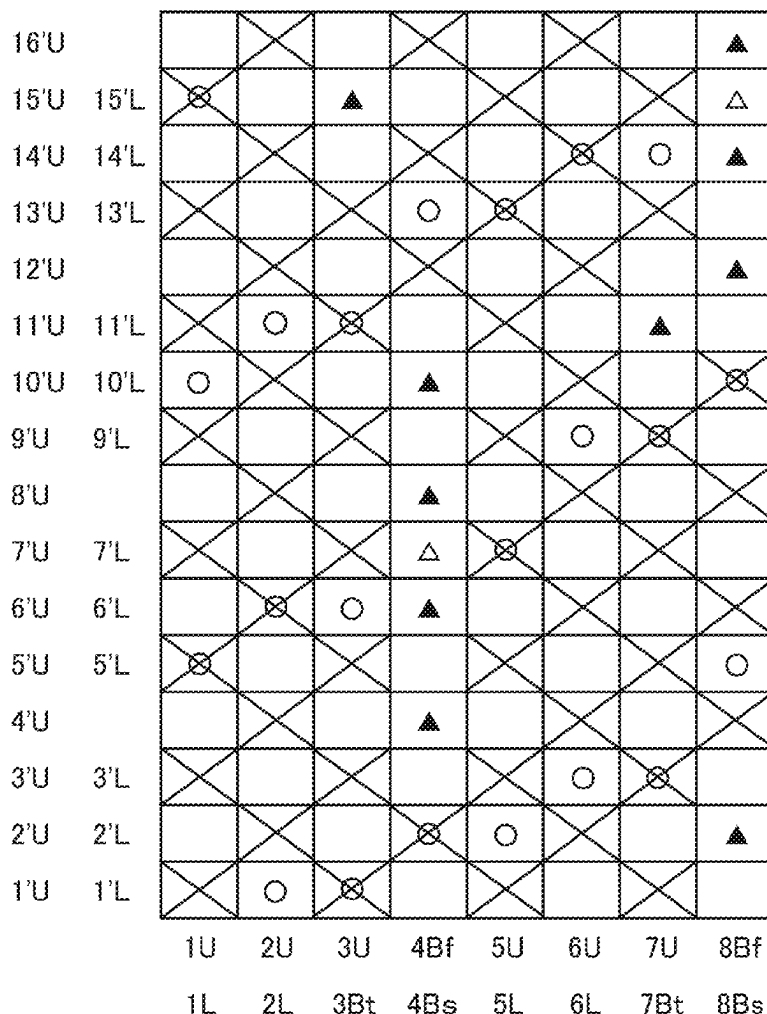 16'U
15'U 15'L
14'U 14'L
13'U 13'L
12'U
11'U 11'L
10'U 10'L
9'U 9'L
8'U
7'U 7'L
6'U 6'L
5'U 5'L
4'U
3'U 3'L
2'U 2'L
1'U 1'L
1U 2U 3U 4Bf 5U 6U 7U 8Bf
1L 2L 3Bt 4Bs 5L 6L 7Bt 8Bs